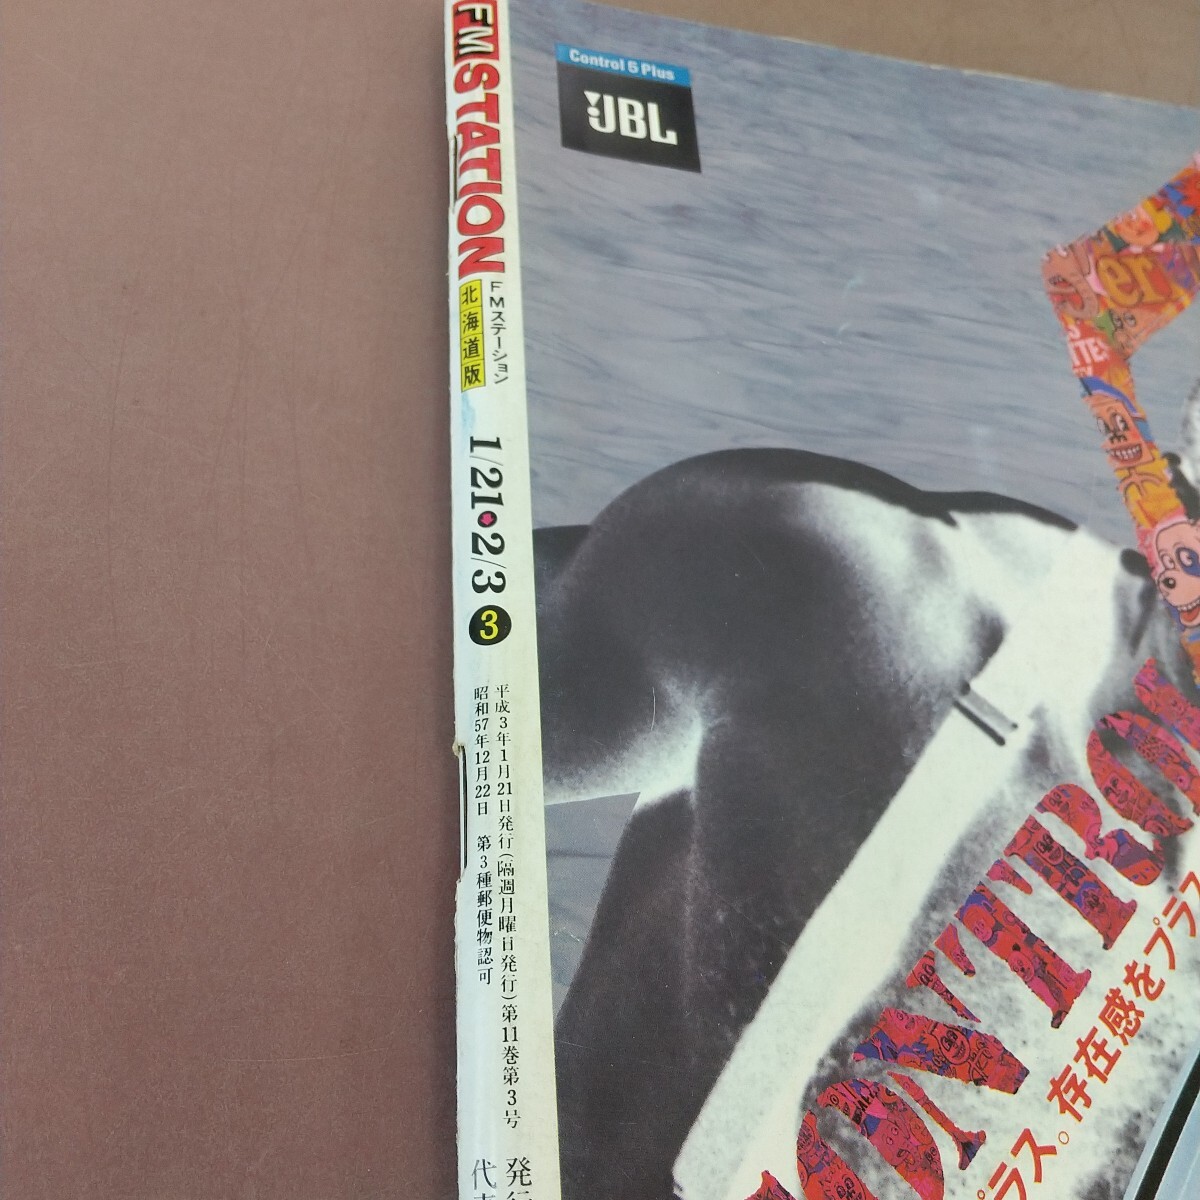 FM STATION
FMステーション
北海道版
1/21➡2/3 3
平成3年1月21日発行(隔週月曜日発行)第11巻第3号
昭和57年12月22日 第3種郵便物認可
発行
Control 5 Plus
JBL
er
CONTRO
プラス。存在感をプラス